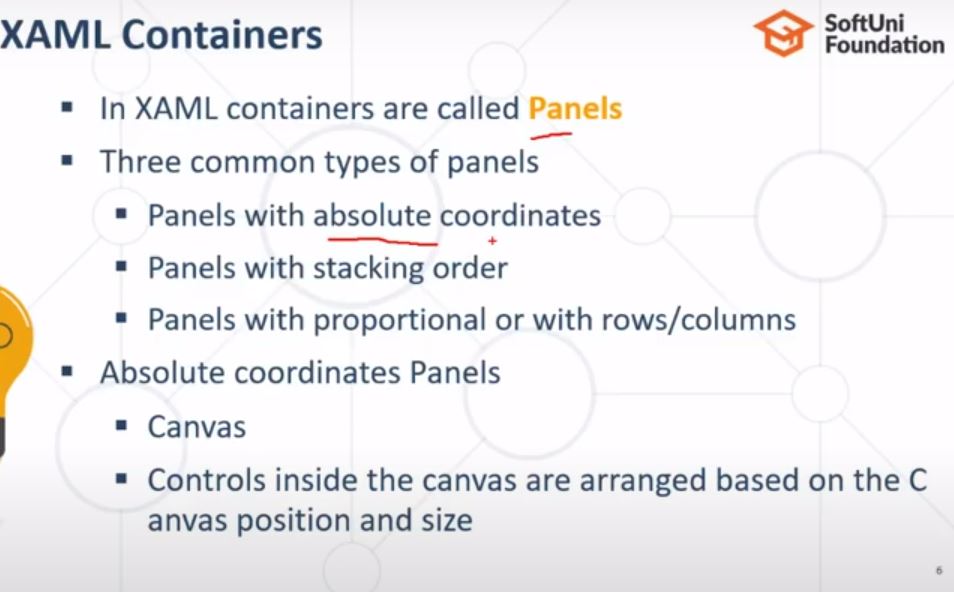 XAML Containers
SoftUni
Foundation
In XAML containers are called Panels
Three common types of panels
Panels with absolute coordinates
Panels with stacking order
Panels with proportional or with rows/columns
Absolute coordinates Panels
Canvas
Controls inside the canvas are arranged based on the C
anvas position and size
6